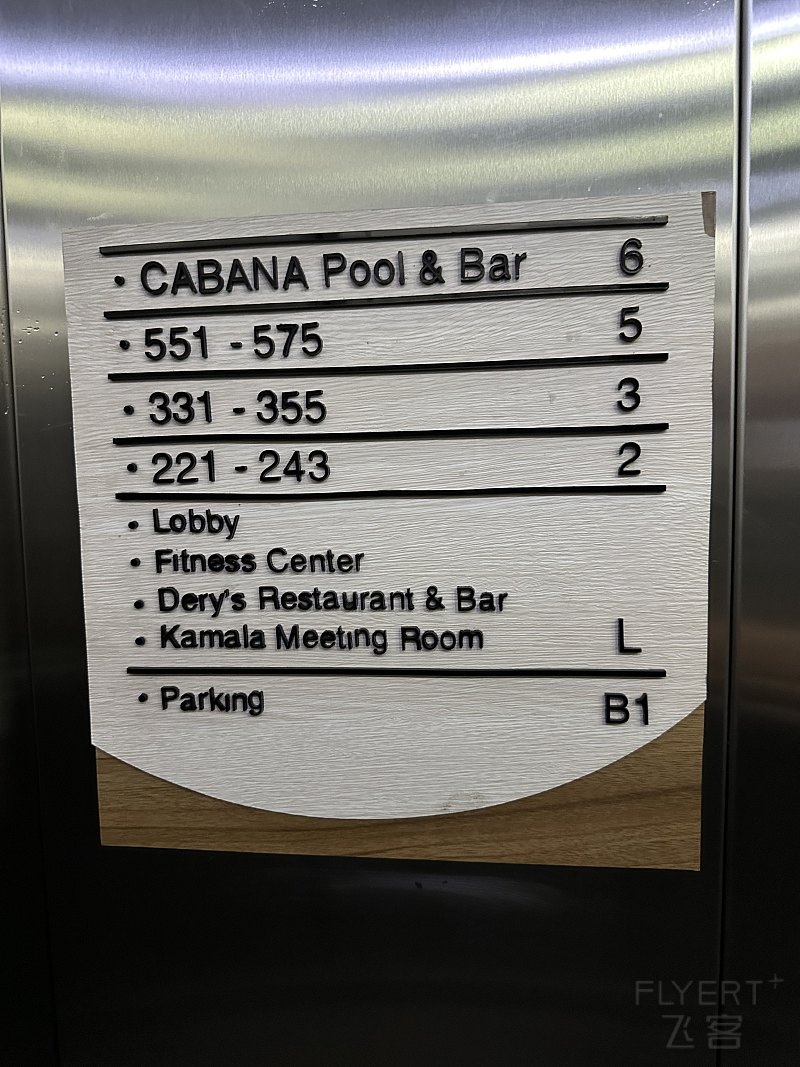 • CABANA Pool & Bar 6
• 551 - 575 5
• 331 - 355 3
• 221 - 243 2
• Lobby
• Fitness Center
• Dery's Restaurant & Bar
• Kamala Meeting Room L
• Parking B1
FLYERT+
飞客